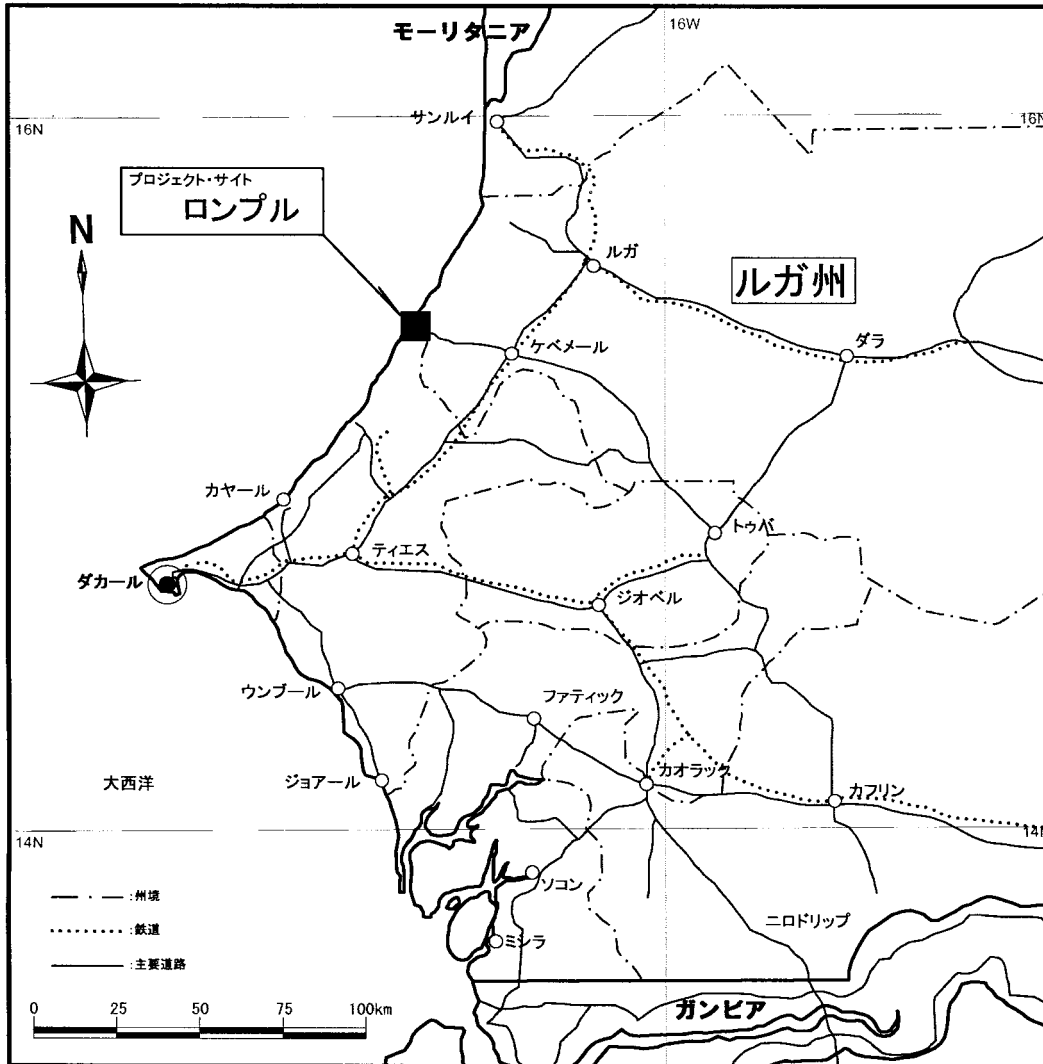 モーリタニア
16W
サンルイ
16N
16N
プロジェクト・サイト
ロンプル
N
ルガ
ルガ州
ケベメール
ダラ
カヤール
トゥバ
ティエス
ダカール
ジオベル
ウンブール
ファティック
大西洋
ジョアール
カオラック
カフリン
14N
14N
ソコン
:州境
:鉄道
ニロドリップ
ミシラ
:主要道路
0 25 50 75 100km
ガンビア